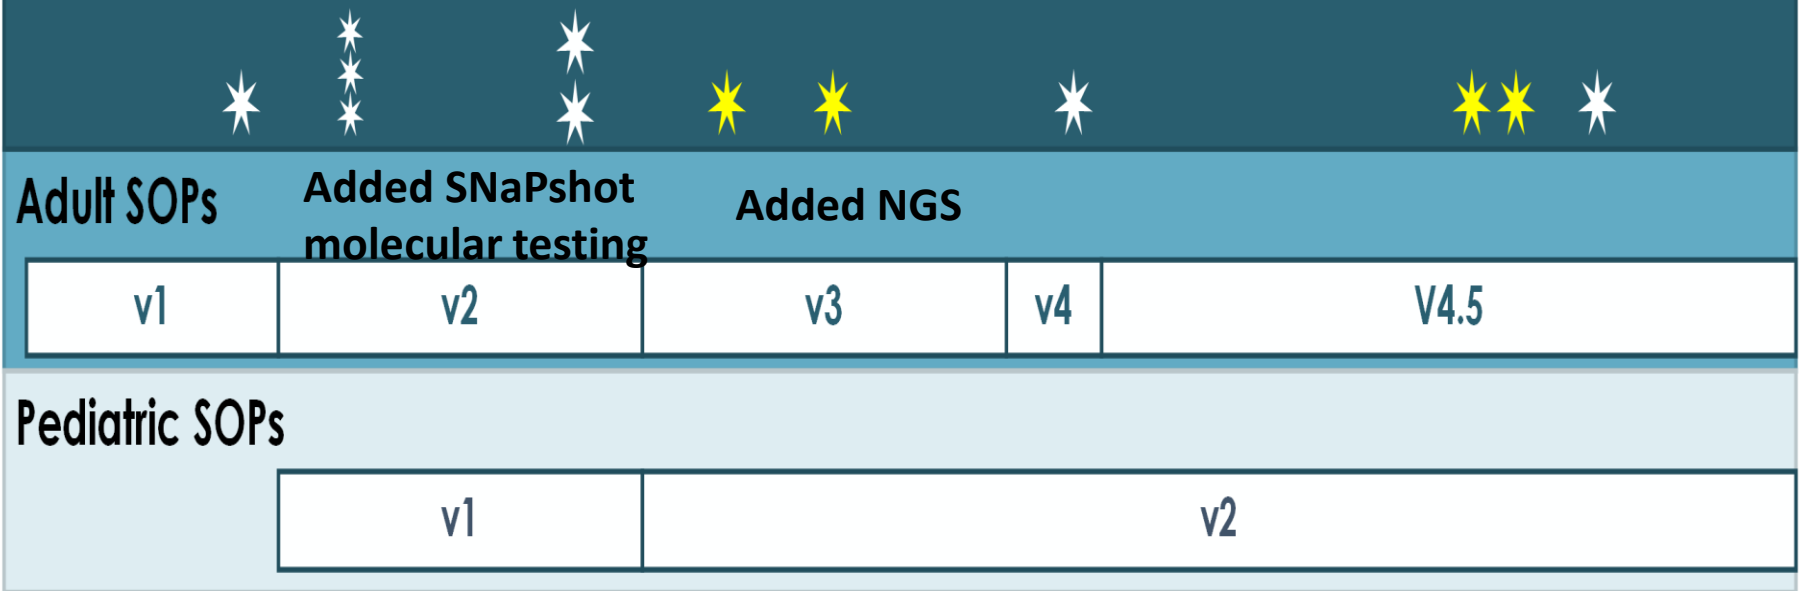 Adult SOPs
Added SNaPshot
molecular testing
Added NGS
v1
v2
v3
v4
V4.5
Pediatric SOPs
v1
v2